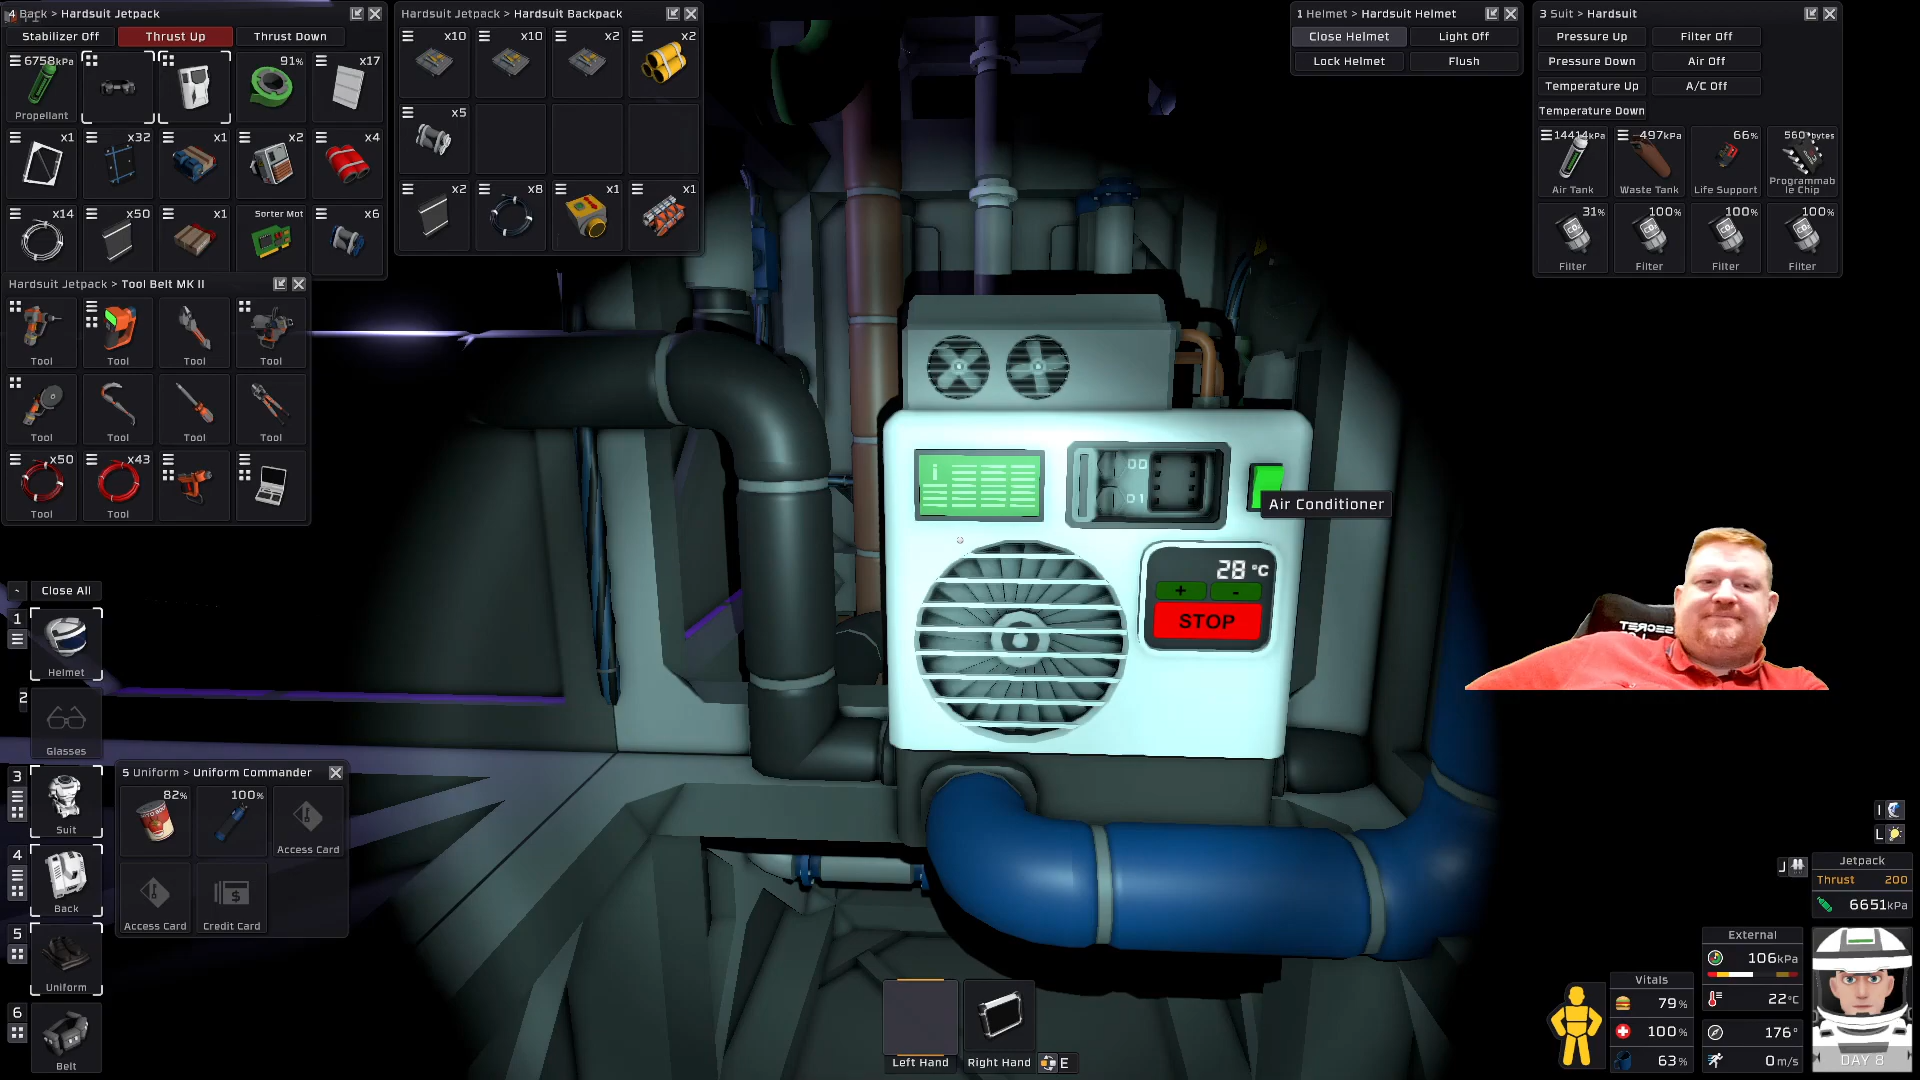 4 Back > Hardsuit Jetpack
Stabilizer Off
Thrust Up
Thrust Down
6758kPa
Propellant
91%
x17
x1
x32
x1
x2
x4
x14
x50
x1
Sorter Mot
x6
Hardsuit Jetpack > Hardsuit Backpack
x10
x10
x2
x2
x5
x2
x8
x1
x1
1 Helmet > Hardsuit Helmet
Close Helmet
Light Off
Lock Helmet
Flush
3 Suit > Hardsuit
Pressure Up
Filter Off
Pressure Down
Air Off
Temperature Up
A/C Off
Temperature Down
14414kPa
Air Tank
-497kPa
Waste Tank
66%
Life Support
560 bytes
Programmab
le Chip
31%
Filter
100%
Filter
100%
Filter
100%
Filter
Hardsuit Jetpack > Tool Belt MK II
Tool
Tool
Tool
Tool
Tool
Tool
Tool
Tool
x50
Tool
x43
Tool
Air Conditioner
00
01
28 °C
+
-
STOP
~
Close All
1
Helmet
2
Glasses
3
Suit
4
Back
5
Uniform
6
Belt
5 Uniform > Uniform Commander
82%
100%
Access Card
Access Card
Credit Card
Left Hand
Right Hand
E
I
L
J
Jetpack
Thrust 200
6651kPa
External
106kPa
22°C
176°
0m/s
Vitals
79%
100%
63%
DAY 8